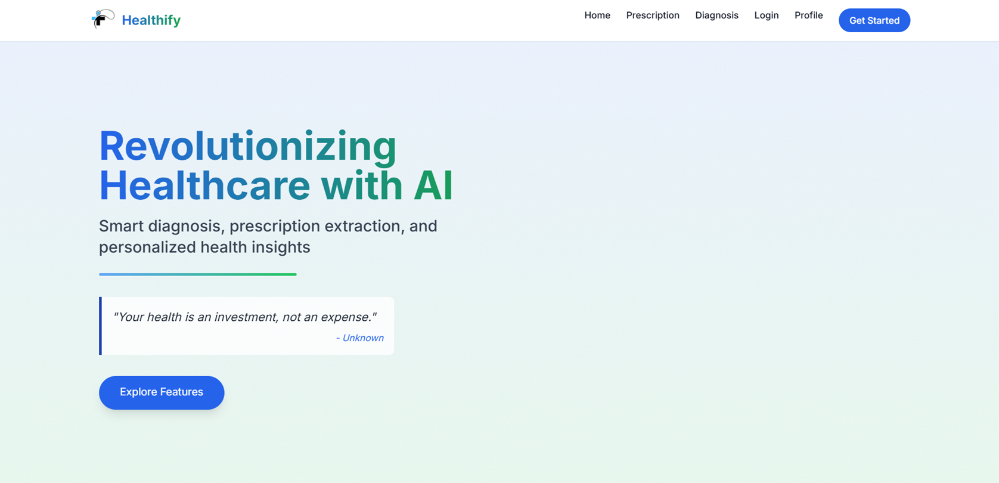 Healthify
Home Prescription Diagnosis Login Profile Get Started
Revolutionizing
Healthcare with AI
Smart diagnosis, prescription extraction, and
personalized health insights
"Your health is an investment, not an expense."
- Unknown
Explore Features